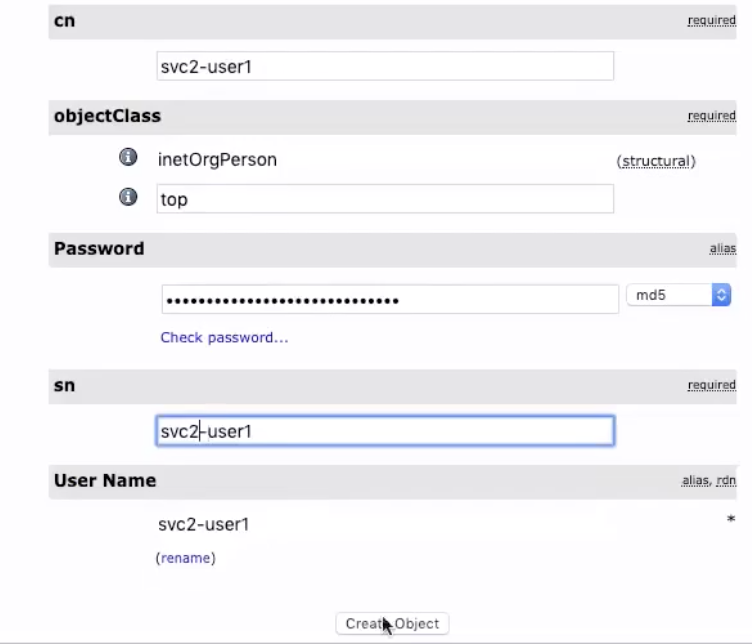 cn required
svc2-user1
objectClass required
inetOrgPerson (structural)
top
Password alias
••••••••••••••••••••••••••••• md5
Check password...
sn required
svc2-user1
User Name alias, rdn
svc2-user1 *
(rename)
Create Object